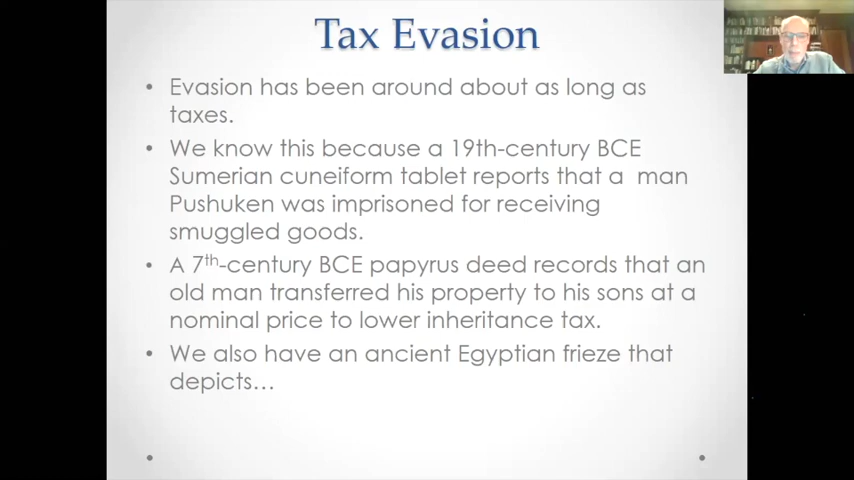 Tax Evasion
• Evasion has been around about as long as
taxes.
• We know this because a 19th-century BCE
Sumerian cuneiform tablet reports that a  man
Pushuken was imprisoned for receiving
smuggled goods.
• A 7th-century BCE papyrus deed records that an
old man transferred his property to his sons at a
nominal price to lower inheritance tax.
• We also have an ancient Egyptian frieze that
depicts…